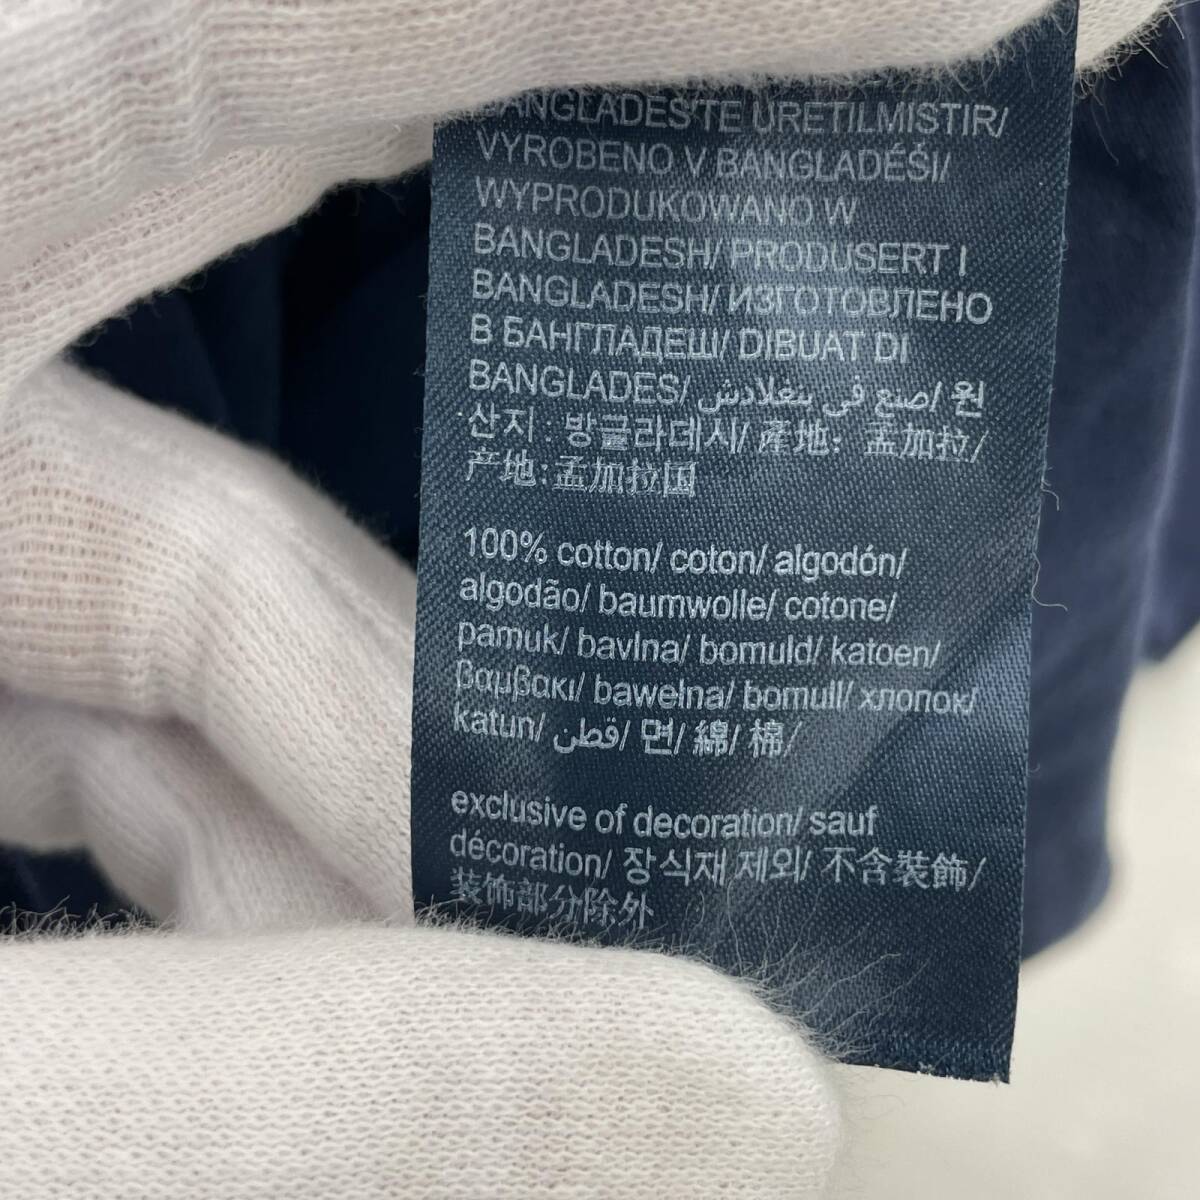 BANGLADES'TE URETILMISTIR/
VYROBENO V BANGLADÉŠI/
WYPRODUKOWANO W
BANGLADESH/ PRODUSERT I
BANGLADESH/ ИЗГОТОВЛЕНО
В БАНГЛАДЕШ/ DIBUAT DI
BANGLADES/ صنع في بنغلادش/ 원
산지 : 방글라데시/ 產地: 孟加拉/
产地:孟加拉国
100% cotton/ coton/ algodón/
algodão/ baumwolle/ cotone/
pamuk/ bavlna/ bomuld/ katoen/
βαμβακι/ bawełna/ bomull/ хлопок/
katun/ قطن/ 면/ 綿/ 棉/
exclusive of decoration/ sauf
décoration/ 장식재 제외/ 不含裝飾/
装饰部分除外